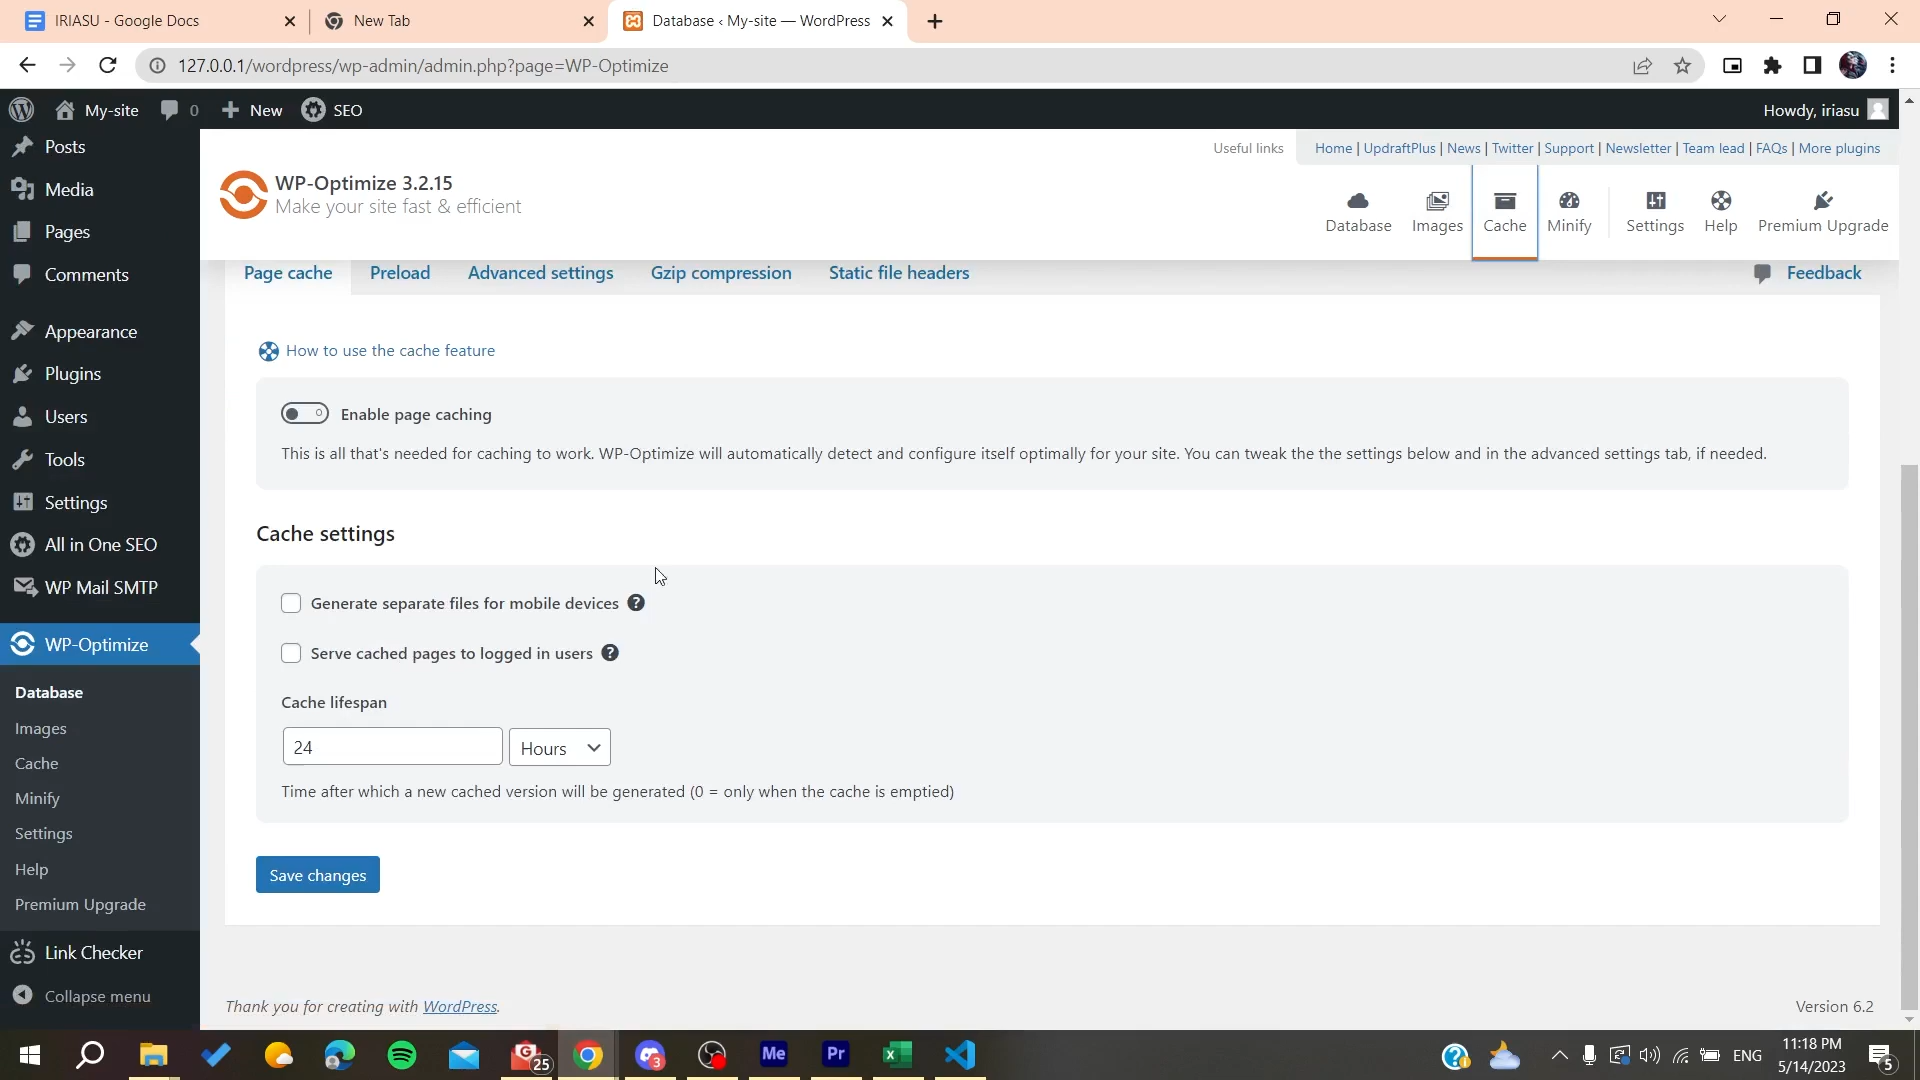 IRIASU - Google Docs
New Tab
Database ‹ My-site — WordPress
127.0.0.1/wordpress/wp-admin/admin.php?page=WP-Optimize
My-site
0
New
SEO
Howdy, iriasu
Posts
Media
Pages
Comments
Appearance
Plugins
Users
Tools
Settings
All in One SEO
WP Mail SMTP
WP-Optimize
Database
Images
Cache
Minify
Settings
Help
Premium Upgrade
Link Checker
Collapse menu
Useful links
Home | UpdraftPlus | News | Twitter | Support | Newsletter | Team lead | FAQs | More plugins
WP-Optimize 3.2.15
Make your site fast & efficient
Database
Images
Cache
Minify
Settings
Help
Premium Upgrade
Page cache
Preload
Advanced settings
Gzip compression
Static file headers
Feedback
How to use the cache feature
Enable page caching
This is all that's needed for caching to work. WP-Optimize will automatically detect and configure itself optimally for your site. You can tweak the the settings below and in the advanced settings tab, if needed.
Cache settings
Generate separate files for mobile devices ?
Serve cached pages to logged in users ?
Cache lifespan
24
Hours
Time after which a new cached version will be generated (0 = only when the cache is emptied)
Save changes
Thank you for creating with WordPress.
Version 6.2
G
25
3
Me
Pr
ENG
11:18 PM
5/14/2023
5